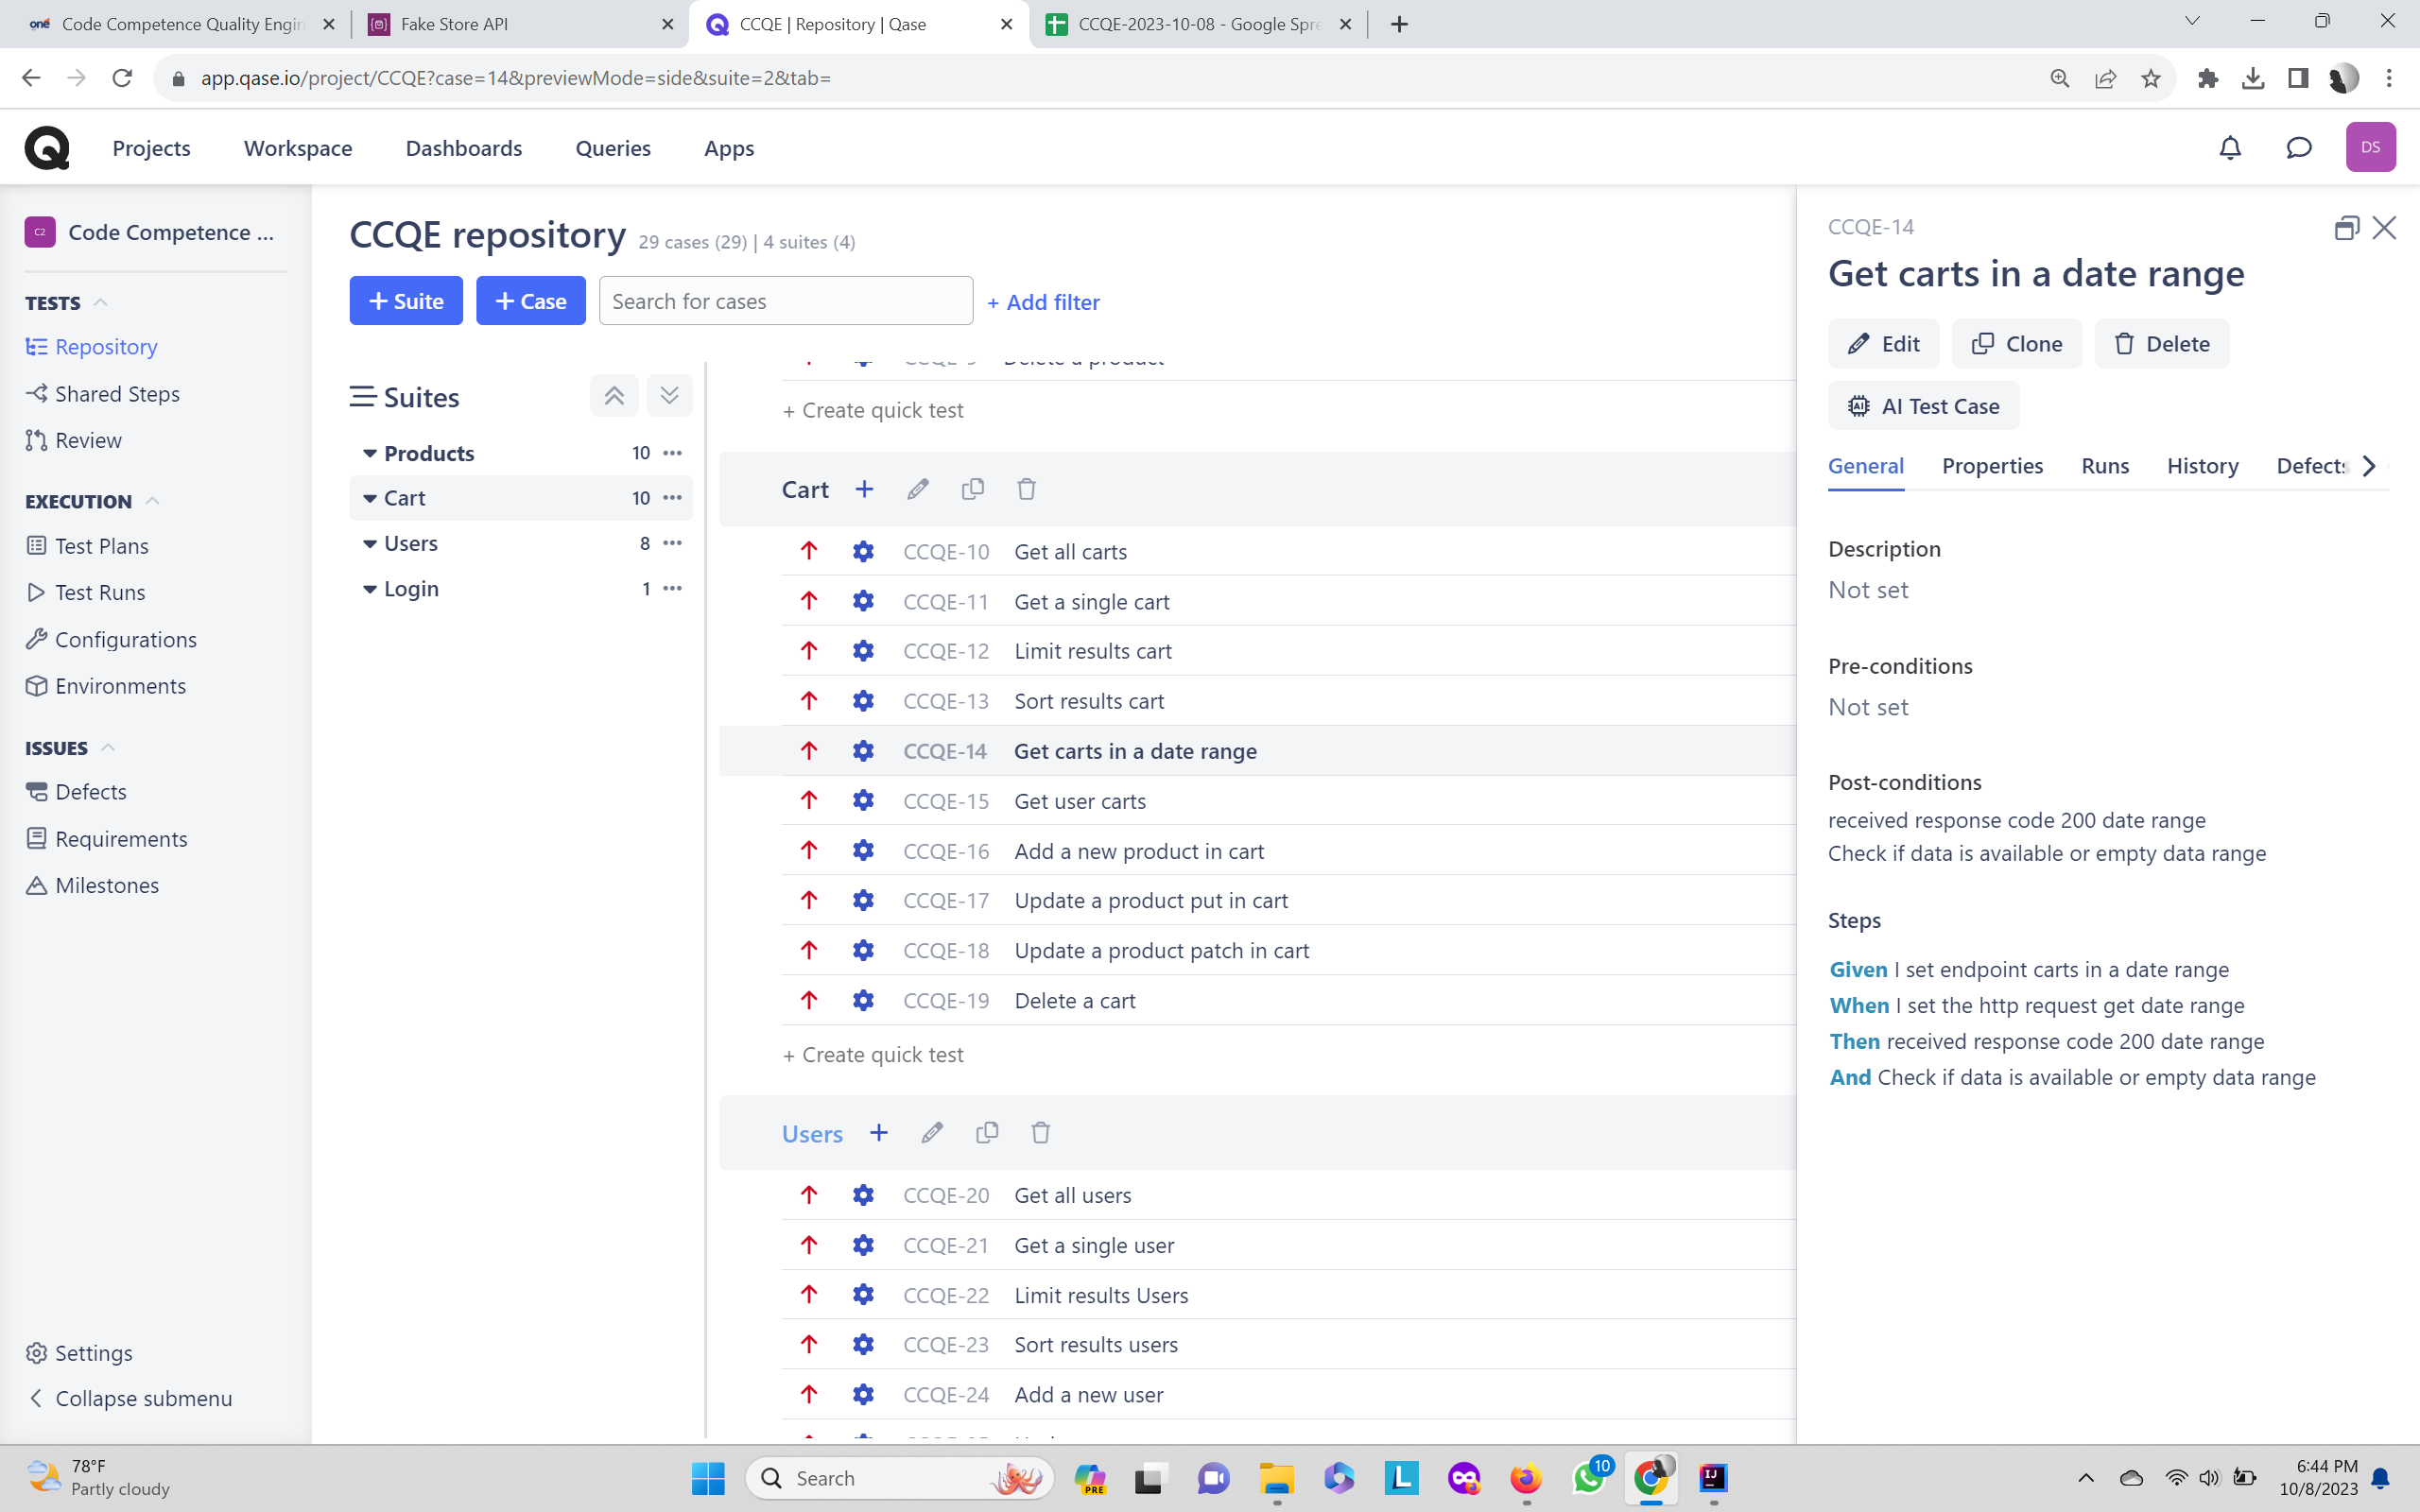 one Code Competence Quality Engin
Fake Store API
CCQE | Repository | Qase
CCQE-2023-10-08 - Google Spre
app.qase.io/project/CCQE?case=14&previewMode=side&suite=2&tab=
Projects
Workspace
Dashboards
Queries
Apps
DS
C2 Code Competence ...
TESTS
Repository
Shared Steps
Review
EXECUTION
Test Plans
Test Runs
Configurations
Environments
ISSUES
Defects
Requirements
Milestones
Settings
Collapse submenu
CCQE repository 29 cases (29) | 4 suites (4)
+ Suite
+ Case
Search for cases
+ Add filter
Suites
Products 10
Cart 10
Users 8
Login 1
Delete a product
+ Create quick test
Cart
CCQE-10 Get all carts
CCQE-11 Get a single cart
CCQE-12 Limit results cart
CCQE-13 Sort results cart
CCQE-14 Get carts in a date range
CCQE-15 Get user carts
CCQE-16 Add a new product in cart
CCQE-17 Update a product put in cart
CCQE-18 Update a product patch in cart
CCQE-19 Delete a cart
+ Create quick test
Users
CCQE-20 Get all users
CCQE-21 Get a single user
CCQE-22 Limit results Users
CCQE-23 Sort results users
CCQE-24 Add a new user
CCQE-14
Get carts in a date range
Edit
Clone
Delete
AI AI Test Case
General
Properties
Runs
History
Defects
Description
Not set
Pre-conditions
Not set
Post-conditions
received response code 200 date range
Check if data is available or empty data range
Steps
Given I set endpoint carts in a date range
When I set the http request get date range
Then received response code 200 date range
And Check if data is available or empty data range
78°F
Partly cloudy
Search
PRE
L
10
IJ
6:44 PM
10/8/2023